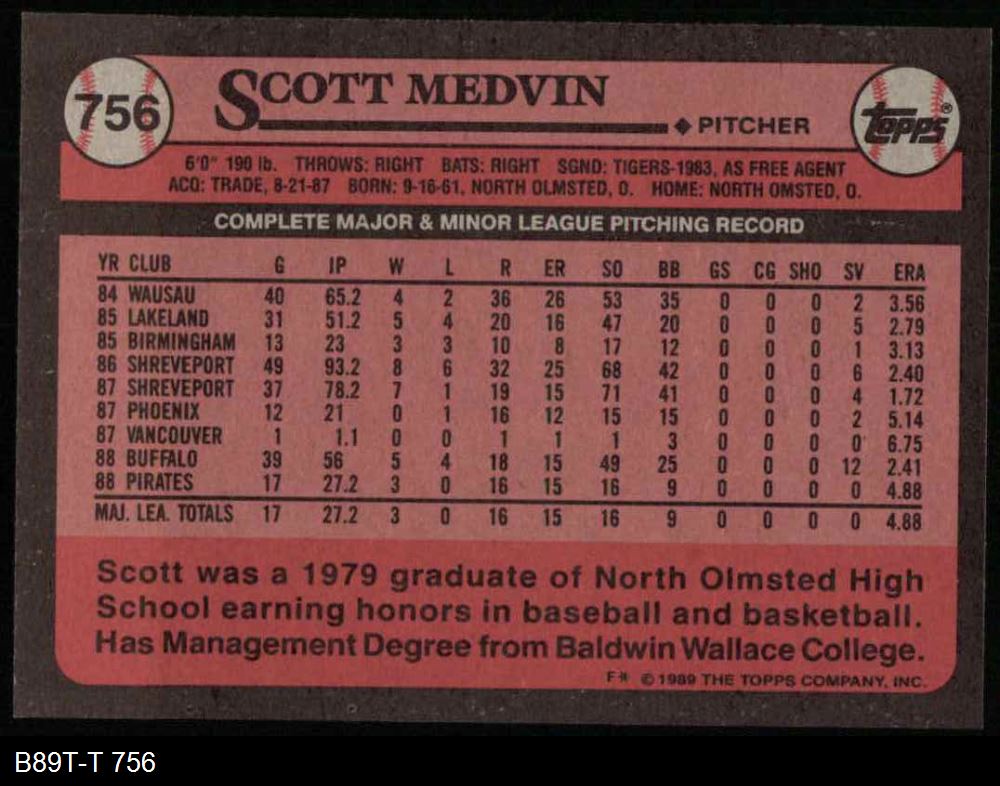 756
SCOTT MEDVIN
◆ PITCHER
Topps®
6'0" 190 lb. THROWS: RIGHT BATS: RIGHT SGND: TIGERS-1983, AS FREE AGENT
ACQ: TRADE, 8-21-87 BORN: 9-16-61, NORTH OLMSTED, O. HOME: NORTH OMSTED, O.
COMPLETE MAJOR & MINOR LEAGUE PITCHING RECORD
YR CLUB G IP W L R ER SO BB GS CG SHO SV ERA
84 WAUSAU 40 65.2 4 2 36 26 53 35 0 0 0 2 3.56
85 LAKELAND 31 51.2 5 4 20 16 47 20 0 0 0 5 2.79
85 BIRMINGHAM 13 23 3 3 10 8 17 12 0 0 0 1 3.13
86 SHREVEPORT 49 93.2 8 6 32 25 68 42 0 0 0 6 2.40
87 SHREVEPORT 37 78.2 7 1 19 15 71 41 0 0 0 4 1.72
87 PHOENIX 12 21 0 1 16 12 15 15 0 0 0 2 5.14
87 VANCOUVER 1 1.1 0 0 1 1 1 3 0 0 0 0 6.75
88 BUFFALO 39 56 5 4 18 15 49 25 0 0 0 12 2.41
88 PIRATES 17 27.2 3 0 16 15 16 9 0 0 0 0 4.88
MAJ. LEA. TOTALS 17 27.2 3 0 16 15 16 9 0 0 0 0 4.88
Scott was a 1979 graduate of North Olmsted High
School earning honors in baseball and basketball.
Has Management Degree from Baldwin Wallace College.
F* © 1989 THE TOPPS COMPANY, INC.
B89T-T 756